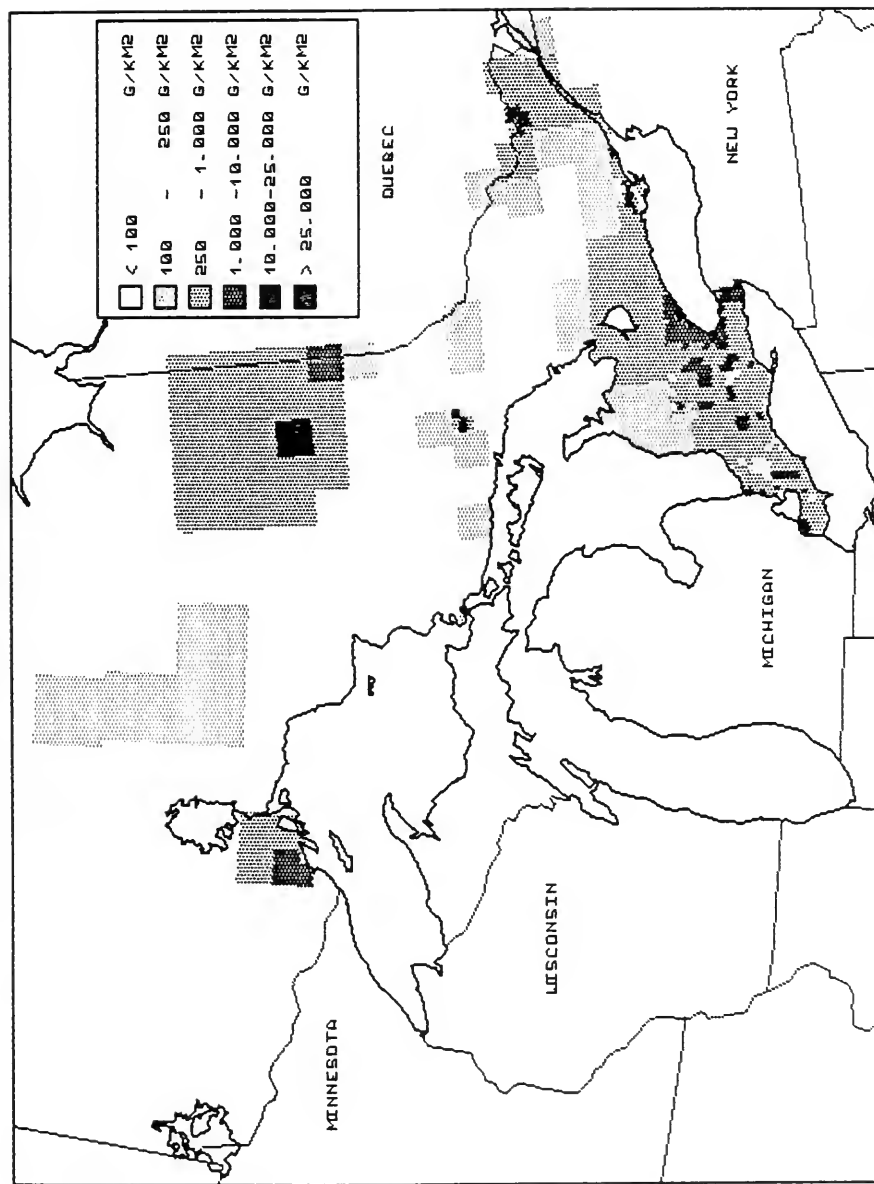 < 100 G/KM2
100 - 250 G/KM2
250 - 1.000 G/KM2
1.000 -10.000 G/KM2
10.000-25.000 G/KM2
> 25.000 G/KM2
QUEBEC
NEW YORK
MICHIGAN
WISCONSIN
MINNESOTA